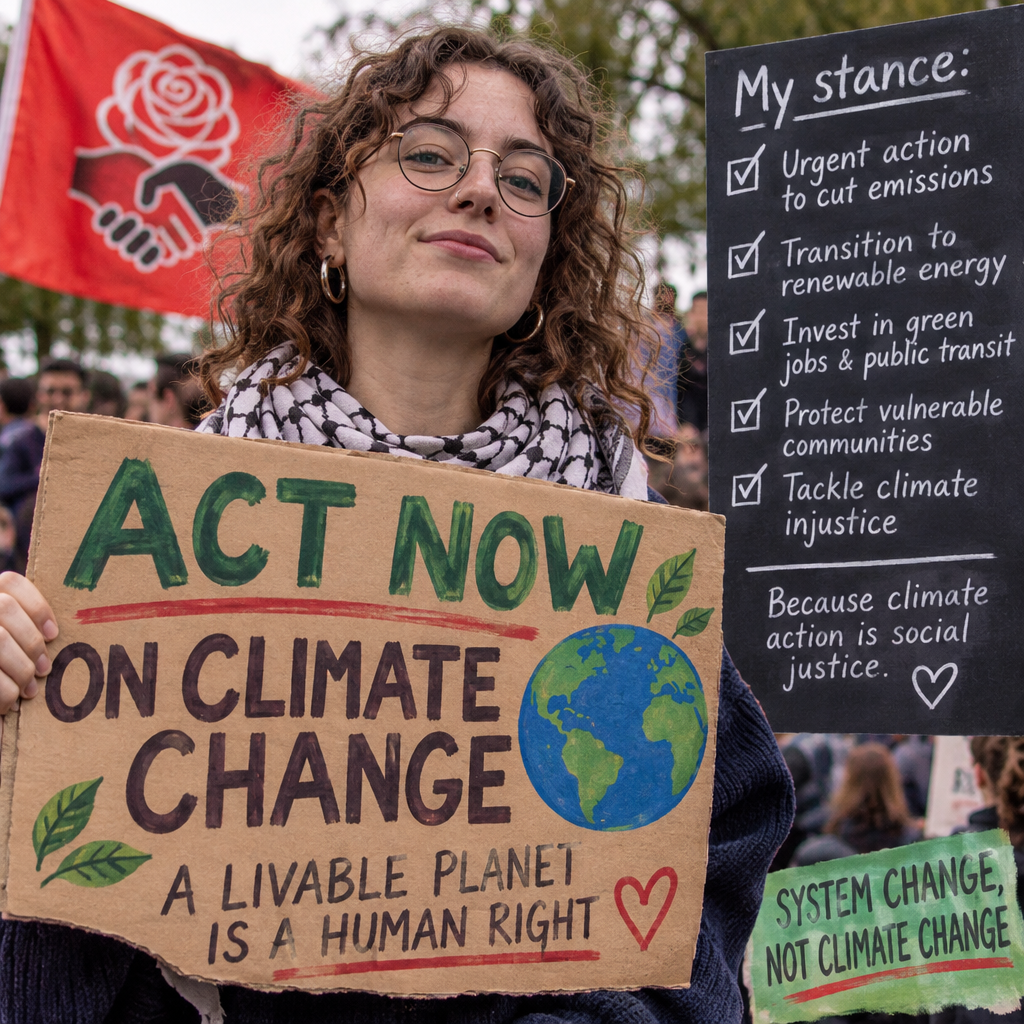 ACT NOW
ON CLIMATE
CHANGE
A LIVABLE PLANET
IS A HUMAN RIGHT
My stance:
Urgent action
to cut emissions
Transition to
renewable energy
Invest in green
jobs & public transit
Protect vulnerable
communities
Tackle climate
injustice
Because climate
action is social
justice.
SYSTEM CHANGE,
NOT CLIMATE CHANGE